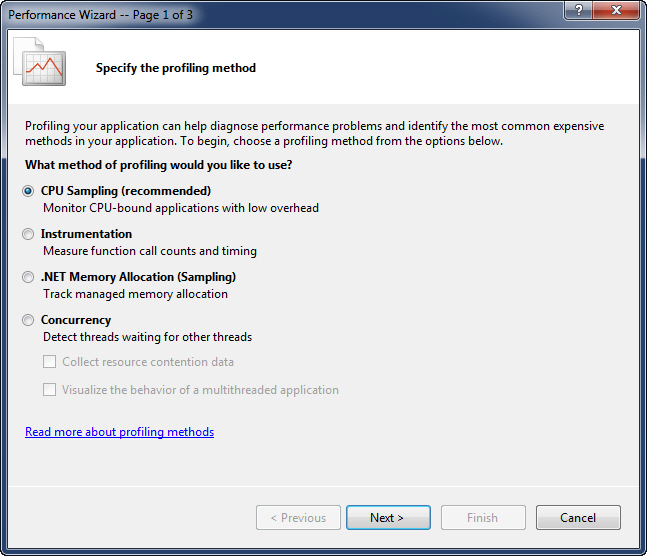 Performance Wizard -- Page 1 of 3
?
Specify the profiling method
Profiling your application can help diagnose performance problems and identify the most common expensive
methods in your application. To begin, choose a profiling method from the options below.
What method of profiling would you like to use?
CPU Sampling (recommended)
Monitor CPU-bound applications with low overhead
Instrumentation
Measure function call counts and timing
.NET Memory Allocation (Sampling)
Track managed memory allocation
Concurrency
Detect threads waiting for other threads
Collect resource contention data
Visualize the behavior of a multithreaded application
Read more about profiling methods
< Previous Next > Finish Cancel